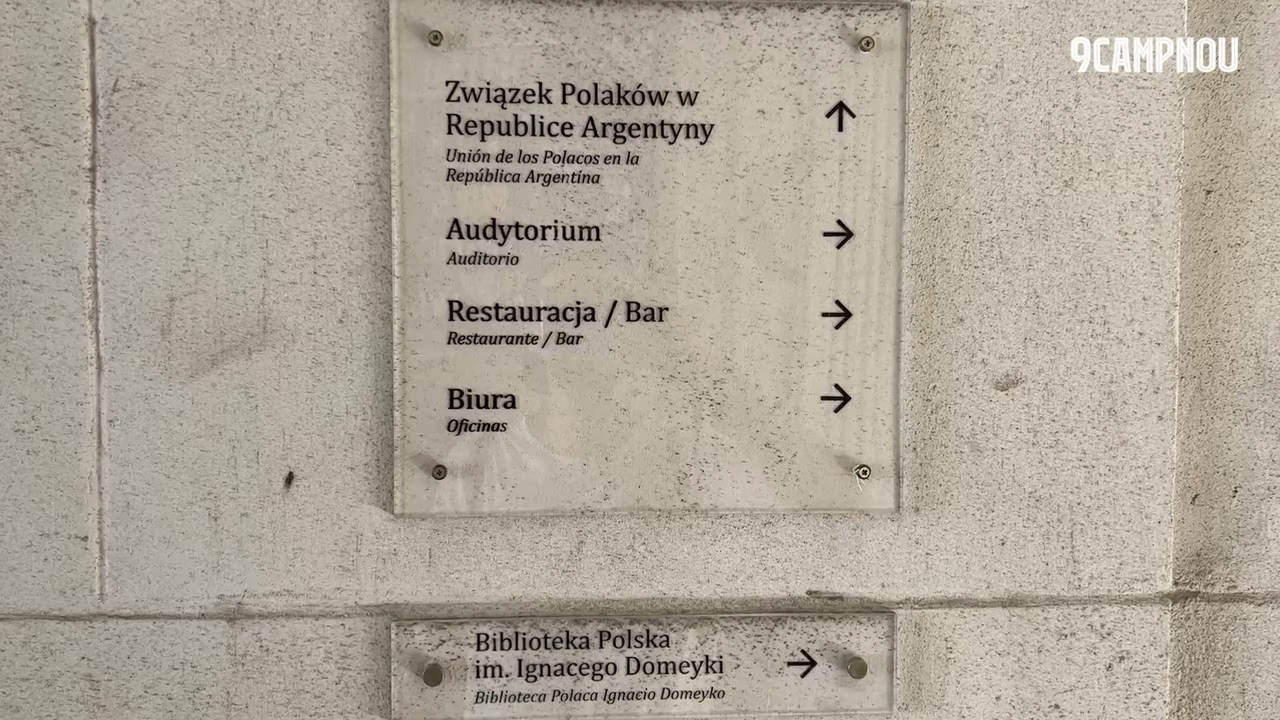 9CAMPNOU
Związek Polaków w
Republice Argentyny
Unión de los Polacos en la
República Argentina
Audytorium
Auditorio
Restauracja / Bar
Restaurante / Bar
Biura
Oficinas
Biblioteka Polska
im. Ignacego Domeyki
Biblioteca Polaca Ignacio Domeyko